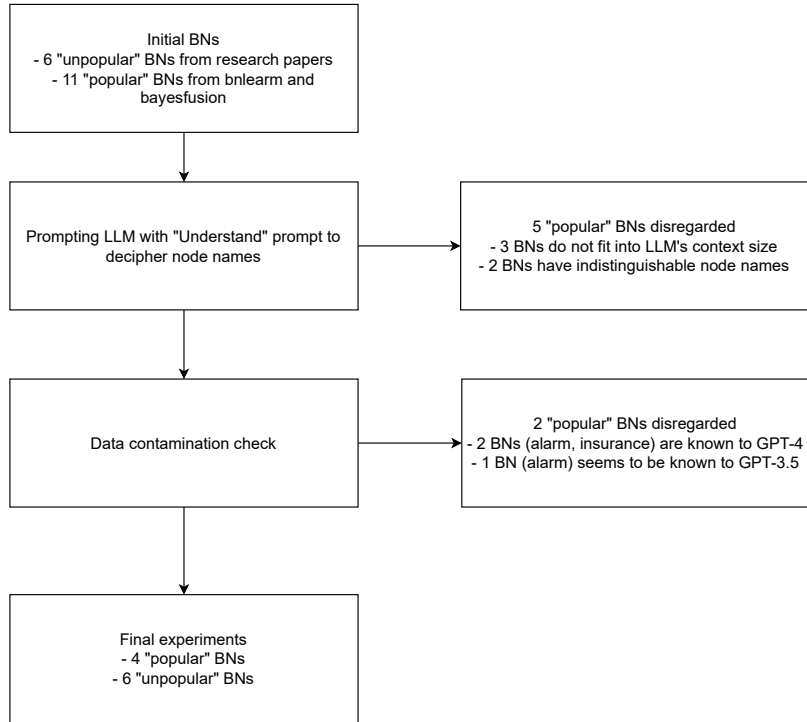 Initial BNs
- 6 "unpopular" BNs from research papers
- 11 "popular" BNs from bnlearm and
bayesfusion
Prompting LLM with "Understand" prompt to
decipher node names
5 "popular" BNs disregarded
- 3 BNs do not fit into LLM's context size
- 2 BNs have indistinguishable node names
Data contamination check
2 "popular" BNs disregarded
- 2 BNs (alarm, insurance) are known to GPT-4
- 1 BN (alarm) seems to be known to GPT-3.5
Final experiments
- 4 "popular" BNs
- 6 "unpopular" BNs